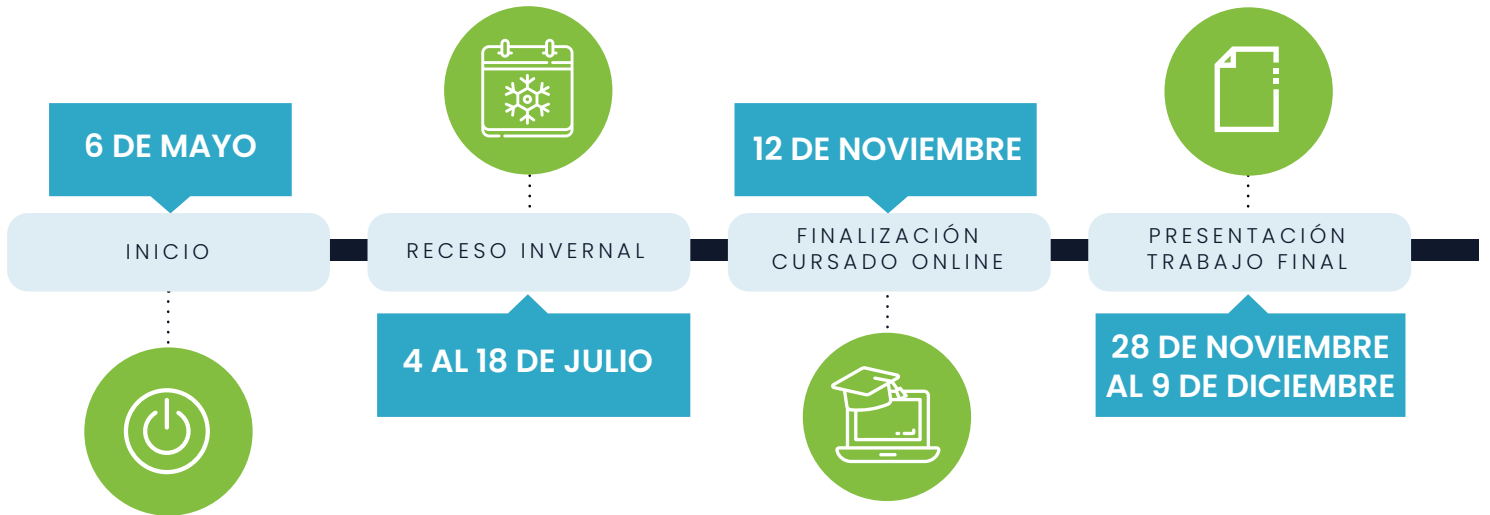 6 DE MAYO
INICIO
RECESO INVERNAL
4 AL 18 DE JULIO
12 DE NOVIEMBRE
FINALIZACIÓN
CURSADO ONLINE
PRESENTACIÓN
TRABAJO FINAL
28 DE NOVIEMBRE
AL 9 DE DICIEMBRE